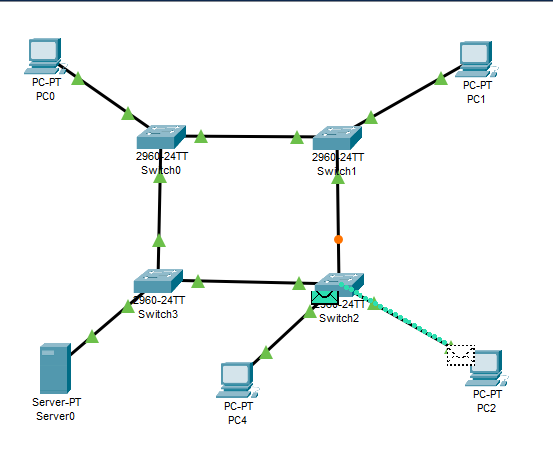 PC-PT
PC0
PC-PT
PC1
2960-24TT
Switch0
2960-24TT
Switch1
2960-24TT
Switch3
2960-24TT
Switch2
Server-PT
Server0
PC-PT
PC4
PC-PT
PC2